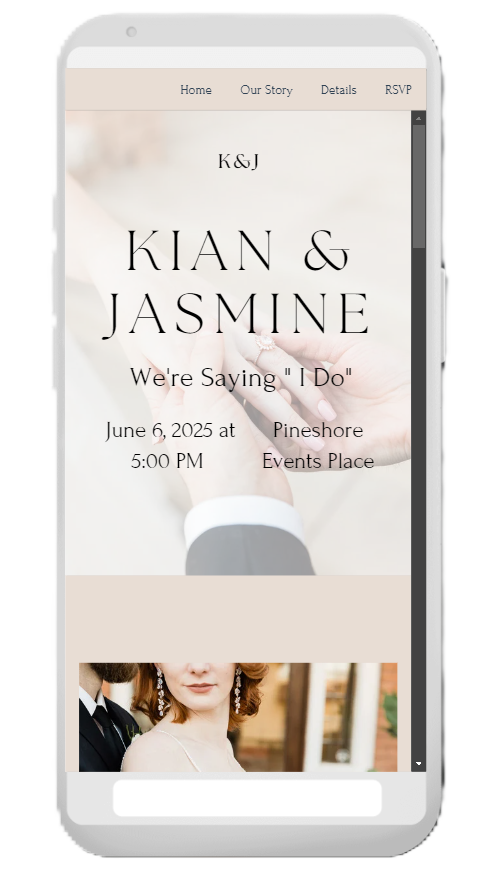 Home Our Story Details RSVP
K&J
KIAN &
JASMINE
We're Saying " I Do"
June 6, 2025 at
5:00 PM
Pineshore
Events Place